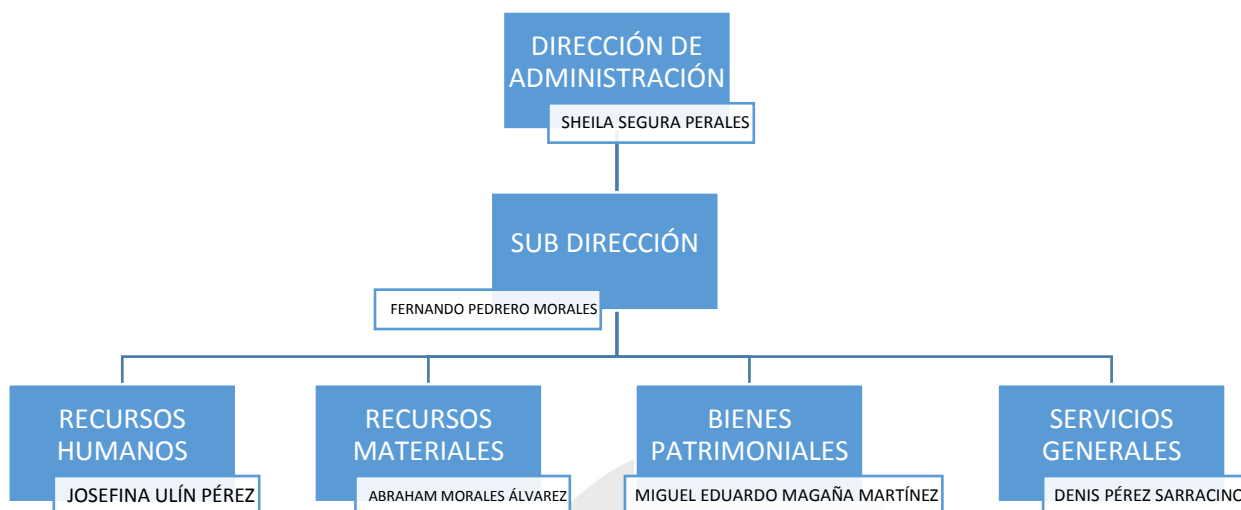 DIRECCIÓN DE
ADMINISTRACIÓN
SHEILA SEGURA PERALES
SUB DIRECCIÓN
FERNANDO PEDRERO MORALES
RECURSOS
HUMANOS
JOSEFINA ULÍN PÉREZ
RECURSOS
MATERIALES
ABRAHAM MORALES ÁLVAREZ
BIENES
PATRIMONIALES
MIGUEL EDUARDO MAGAÑA MARTÍNEZ
SERVICIOS
GENERALES
DENIS PÉREZ SARRACINO